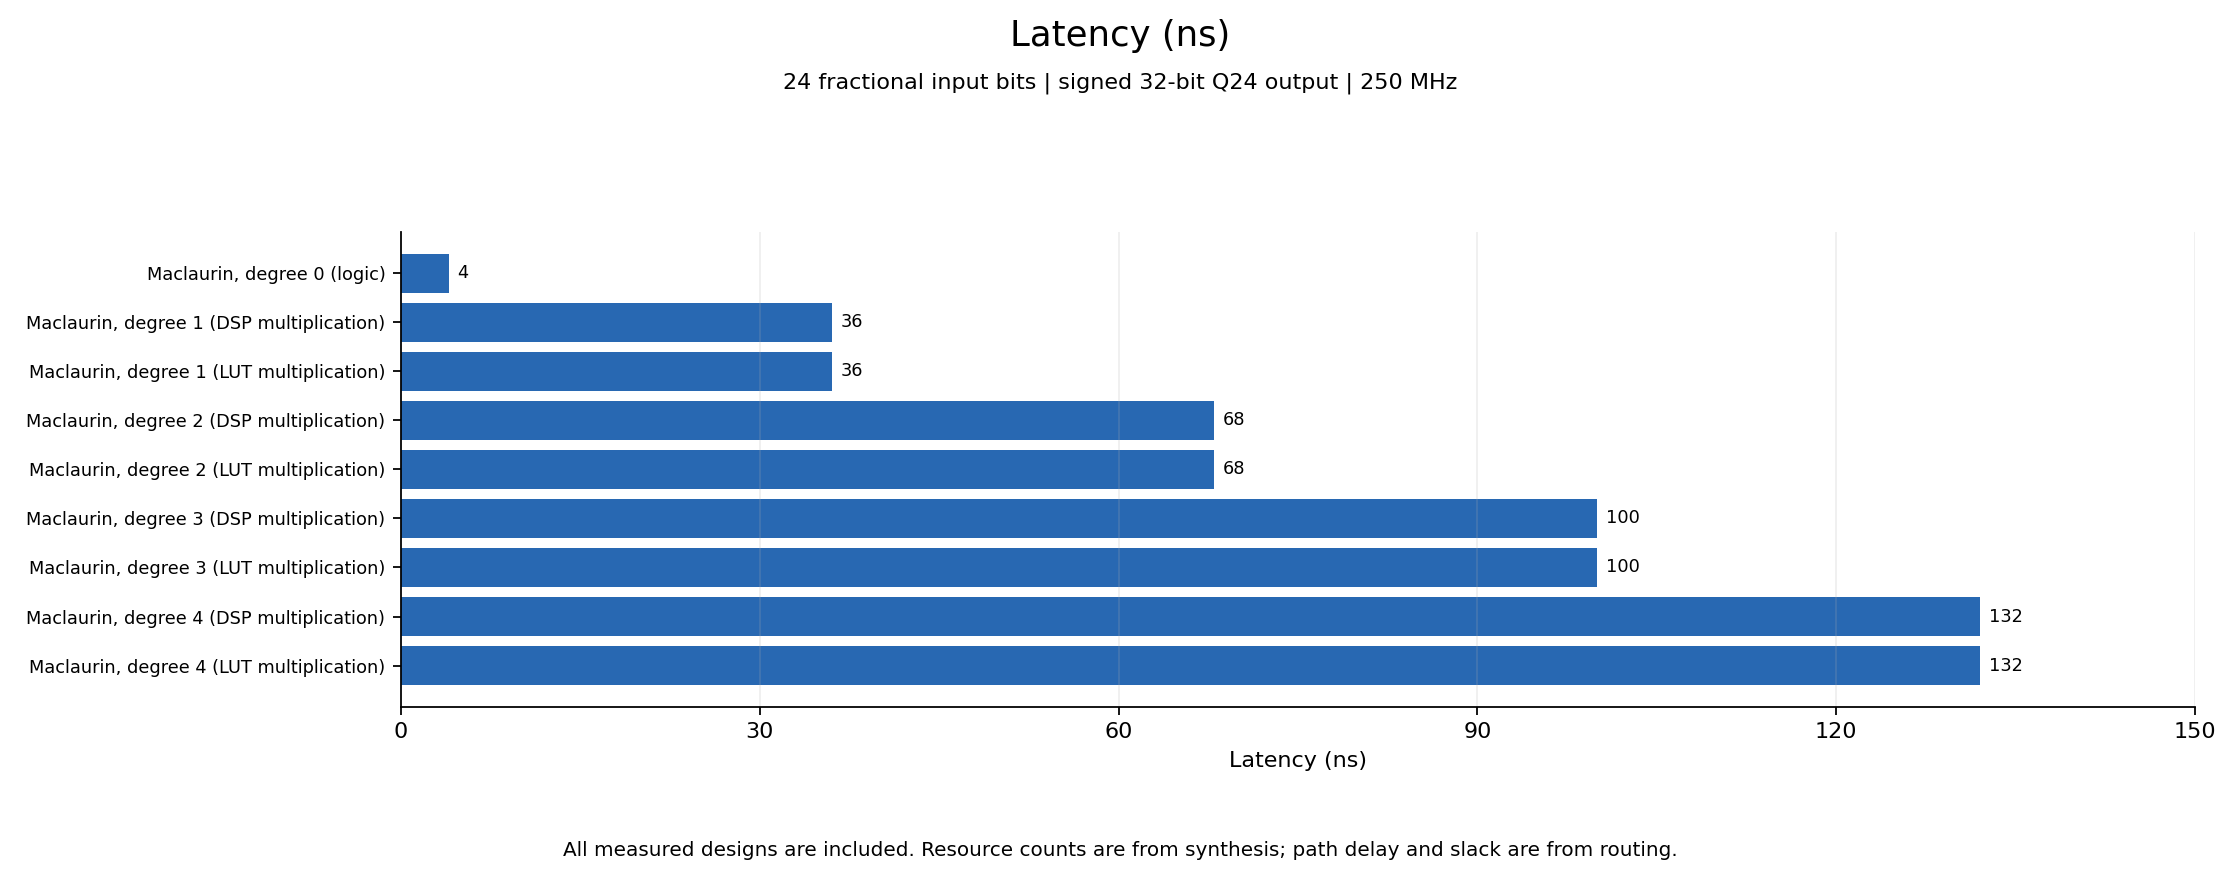 Latency (ns)
24 fractional input bits | signed 32-bit Q24 output | 250 MHz
Maclaurin, degree 0 (logic) 4
Maclaurin, degree 1 (DSP multiplication) 36
Maclaurin, degree 1 (LUT multiplication) 36
Maclaurin, degree 2 (DSP multiplication) 68
Maclaurin, degree 2 (LUT multiplication) 68
Maclaurin, degree 3 (DSP multiplication) 100
Maclaurin, degree 3 (LUT multiplication) 100
Maclaurin, degree 4 (DSP multiplication) 132
Maclaurin, degree 4 (LUT multiplication) 132
0 30 60 90 120 150
Latency (ns)
All measured designs are included. Resource counts are from synthesis; path delay and slack are from routing.